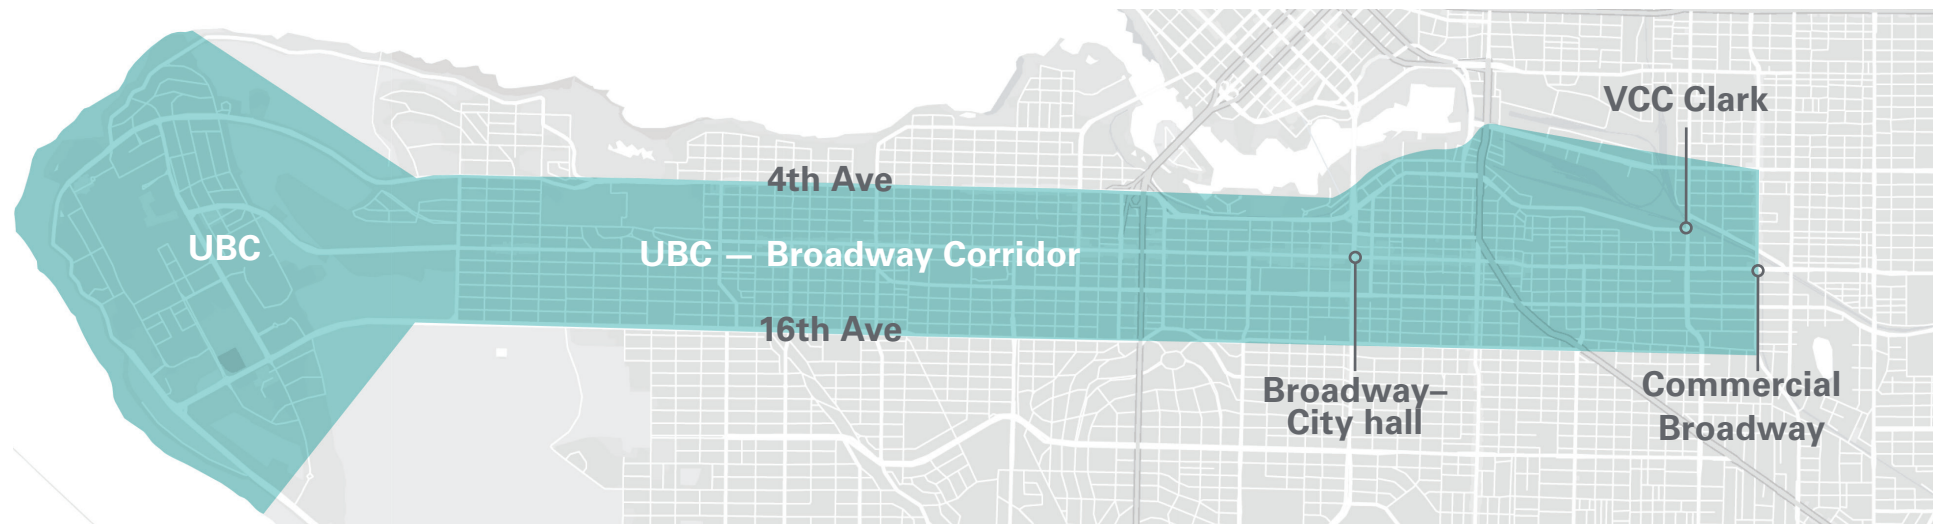 VCC Clark
4th Ave
UBC
UBC — Broadway Corridor
16th Ave
Broadway–
City hall
Commercial
Broadway